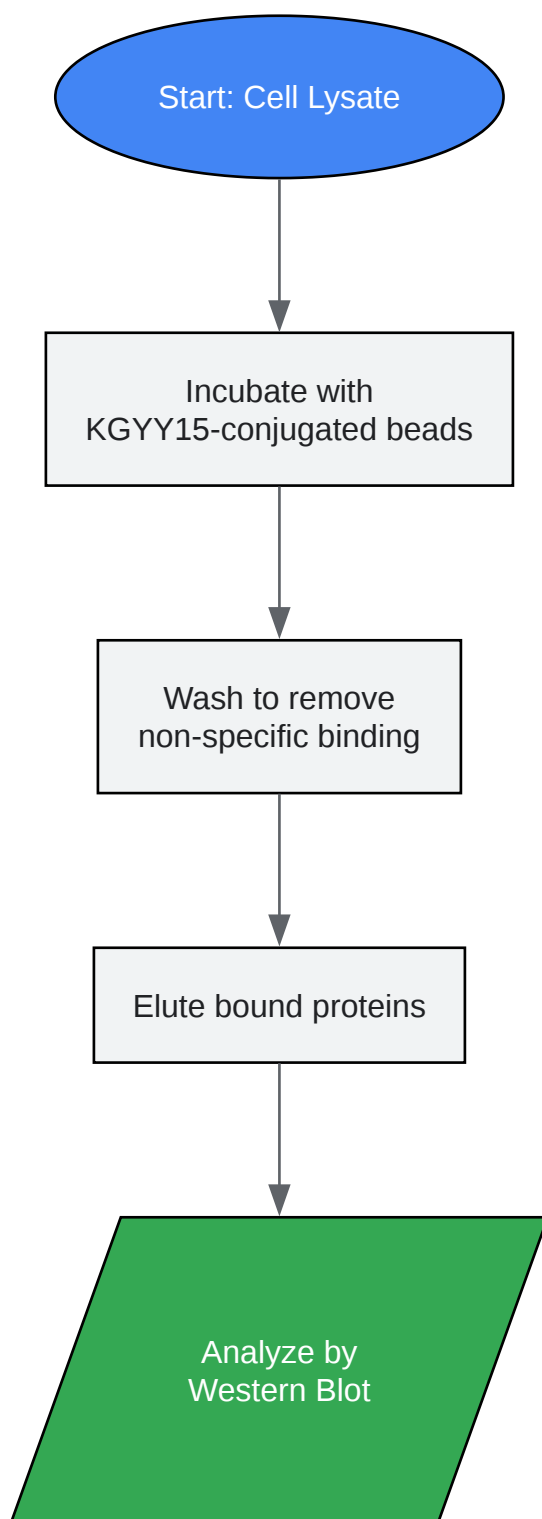 Start: Cell Lysate
Incubate with
KGYY15-conjugated beads
Wash to remove
non-specific binding
Elute bound proteins
Analyze by
Western Blot